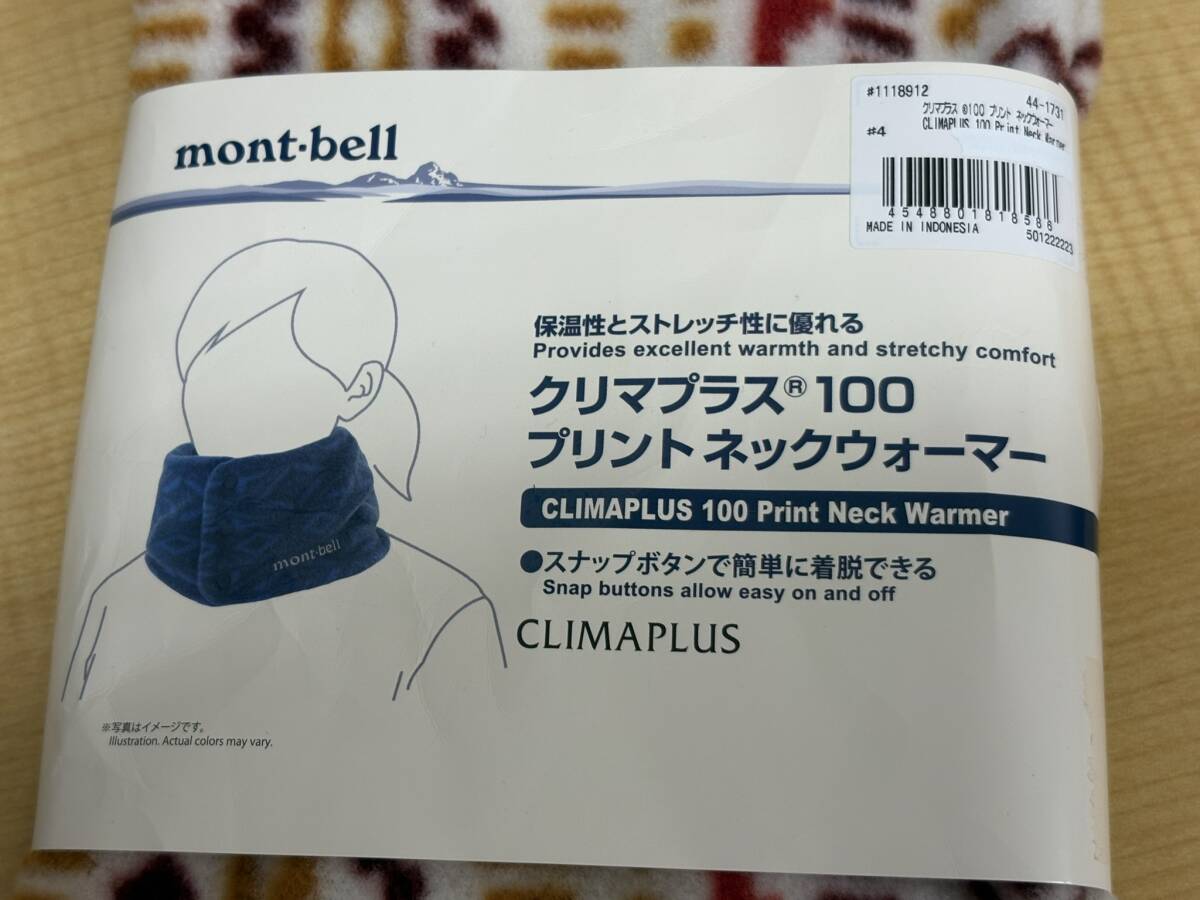 mont-bell
#1118912
44-1731
クリマプラス ®100 プリント ネックウォーマー
#4
CLIMAPLUS 100 Print Neck Warmer
4548801818588
MADE IN INDONESIA
501222223
保温性とストレッチ性に優れる
Provides excellent warmth and stretchy comfort
クリマプラス® 100
プリント ネックウォーマー
CLIMAPLUS 100 Print Neck Warmer
●スナップボタンで簡単に着脱できる
Snap buttons allow easy on and off
CLIMAPLUS
mont-bell
※写真はイメージです。
Illustration. Actual colors may vary.